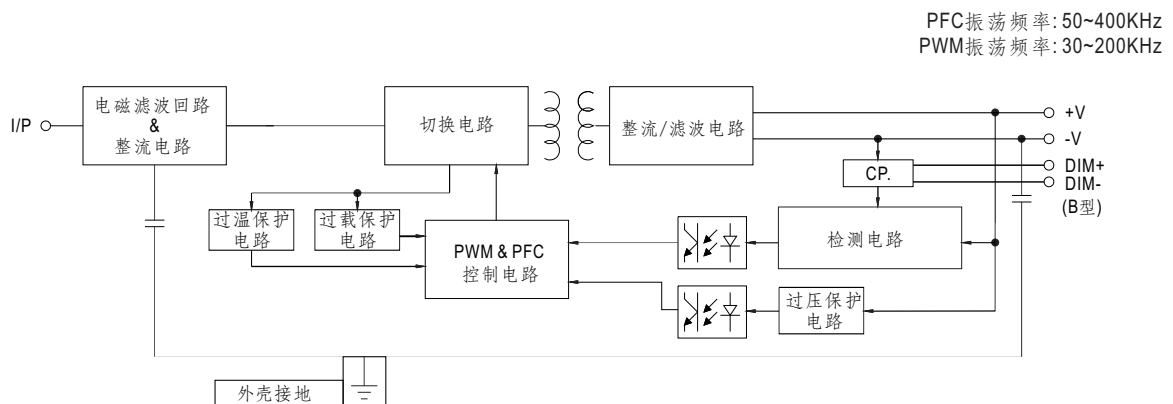 PFC振荡频率: 50~400KHz
PWM振荡频率: 30~200KHz
I/P
电磁滤波回路
&
整流电路
切换电路
整流/滤波电路
+V
-V
DIM+
DIM-
(B型)
CP.
过温保护
电路
过载保护
电路
PWM & PFC
控制电路
检测电路
过压保护
电路
外壳接地